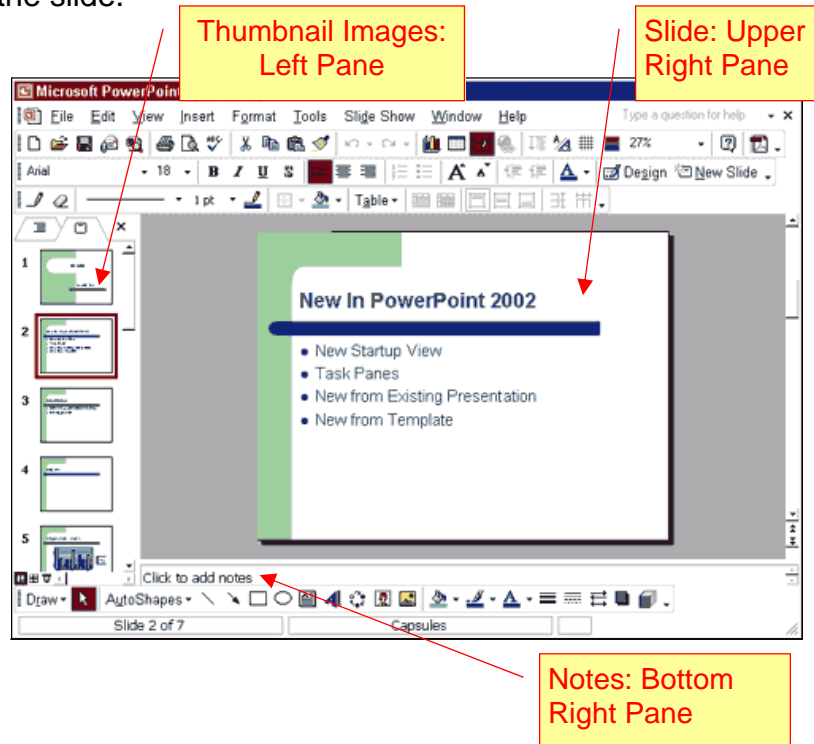 the slide.
Thumbnail Images:
Left Pane
Slide: Upper
Right Pane
Microsoft PowerPoint
File Edit View Insert Format Tools Slide Show Window Help Type a question for help
27%
Arial 18 B I U S A A A Design New Slide
1 pt Table
1
2
3
4
5
New In PowerPoint 2002
New Startup View
Task Panes
New from Existing Presentation
New from Template
Click to add notes
Draw AutoShapes A
Slide 2 of 7 Capsules
Notes: Bottom
Right Pane